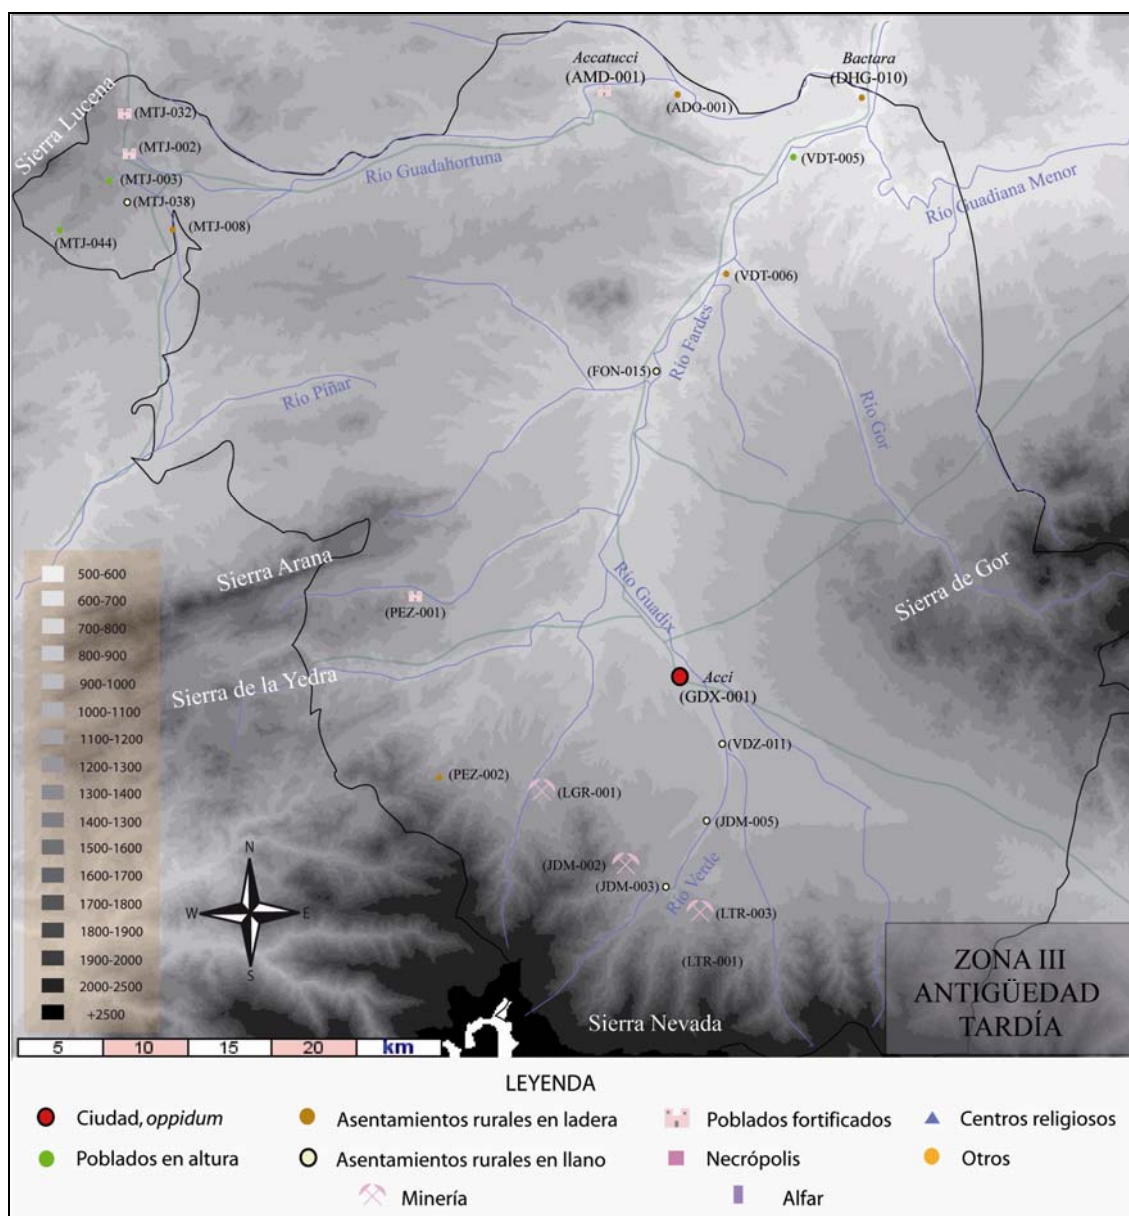 Accatucci
(AMD-001)
Bactara
(DHG-010)
(ADO-001)
Sierra Lucena
(MTJ-032)
(MTJ-002)
(MTJ-003)
(MTJ-038)
(MTJ-044)
(MTJ-008)
Río Guadahortuna
(VDT-005)
Río Guadiana Menor
(VDT-006)
Río Fardes
(FON-015)
Río Gor
Río Píñar
Sierra Arana
(PEZ-001)
Sierra de Gor
Río Guadix
Sierra de la Yedra
Acci
(GDX-001)
(VDZ-011)
(PEZ-002)
(LGR-001)
(JDM-005)
(JDM-002)
(JDM-003)
Río Verde
(LTR-003)
(LTR-001)
Sierra Nevada
500-600
600-700
700-800
800-900
900-1000
1000-1100
1100-1200
1200-1300
1300-1400
1400-1300
1500-1600
1600-1700
1700-1800
1800-1900
1900-2000
2000-2500
+2500
N
W E
S
ZONA III
ANTIGÜEDAD
TARDÍA
5 10 15 20 km
LEYENDA
Ciudad, oppidum
Asentamientos rurales en ladera
Poblados fortificados
Centros religiosos
Poblados en altura
Asentamientos rurales en llano
Necrópolis
Otros
Minería
Alfar